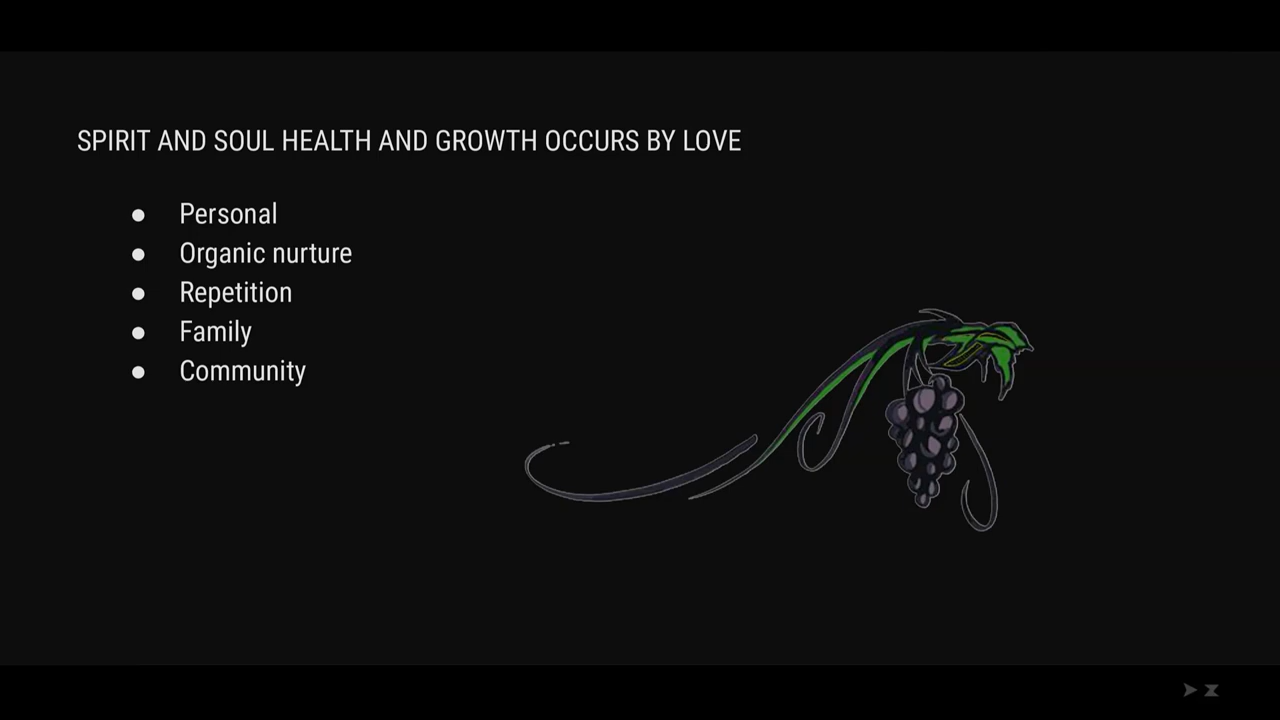 SPIRIT AND SOUL HEALTH AND GROWTH OCCURS BY LOVE
● Personal
● Organic nurture
● Repetition
● Family
● Community